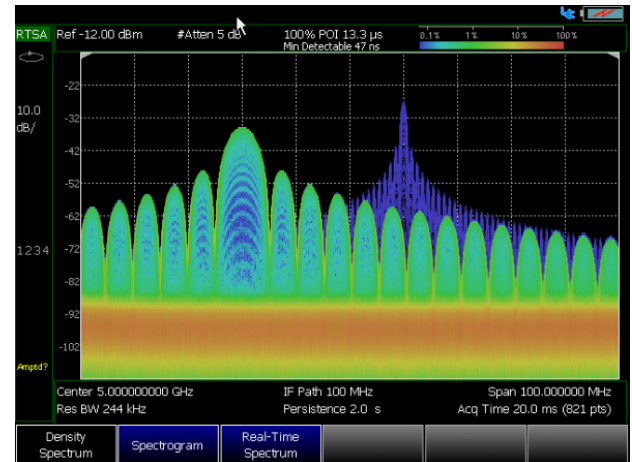 RTSA Ref -12.00 dBm #Atten 5 dB 100% POI 13.3 µs 0.1% 1% 10% 100%
Min Detectable 47 ns
-22
10.0
dB/
-32
-42
-52
-62
1234
-72
-82
-92
-102
Amptd?
Center 5.000000000 GHz IF Path 100 MHz Span 100.000000 MHz
Res BW 244 kHz Persistence 2.0 s Acq Time 20.0 ms (821 pts)
Density
Spectrum
Spectrogram
Real-Time
Spectrum